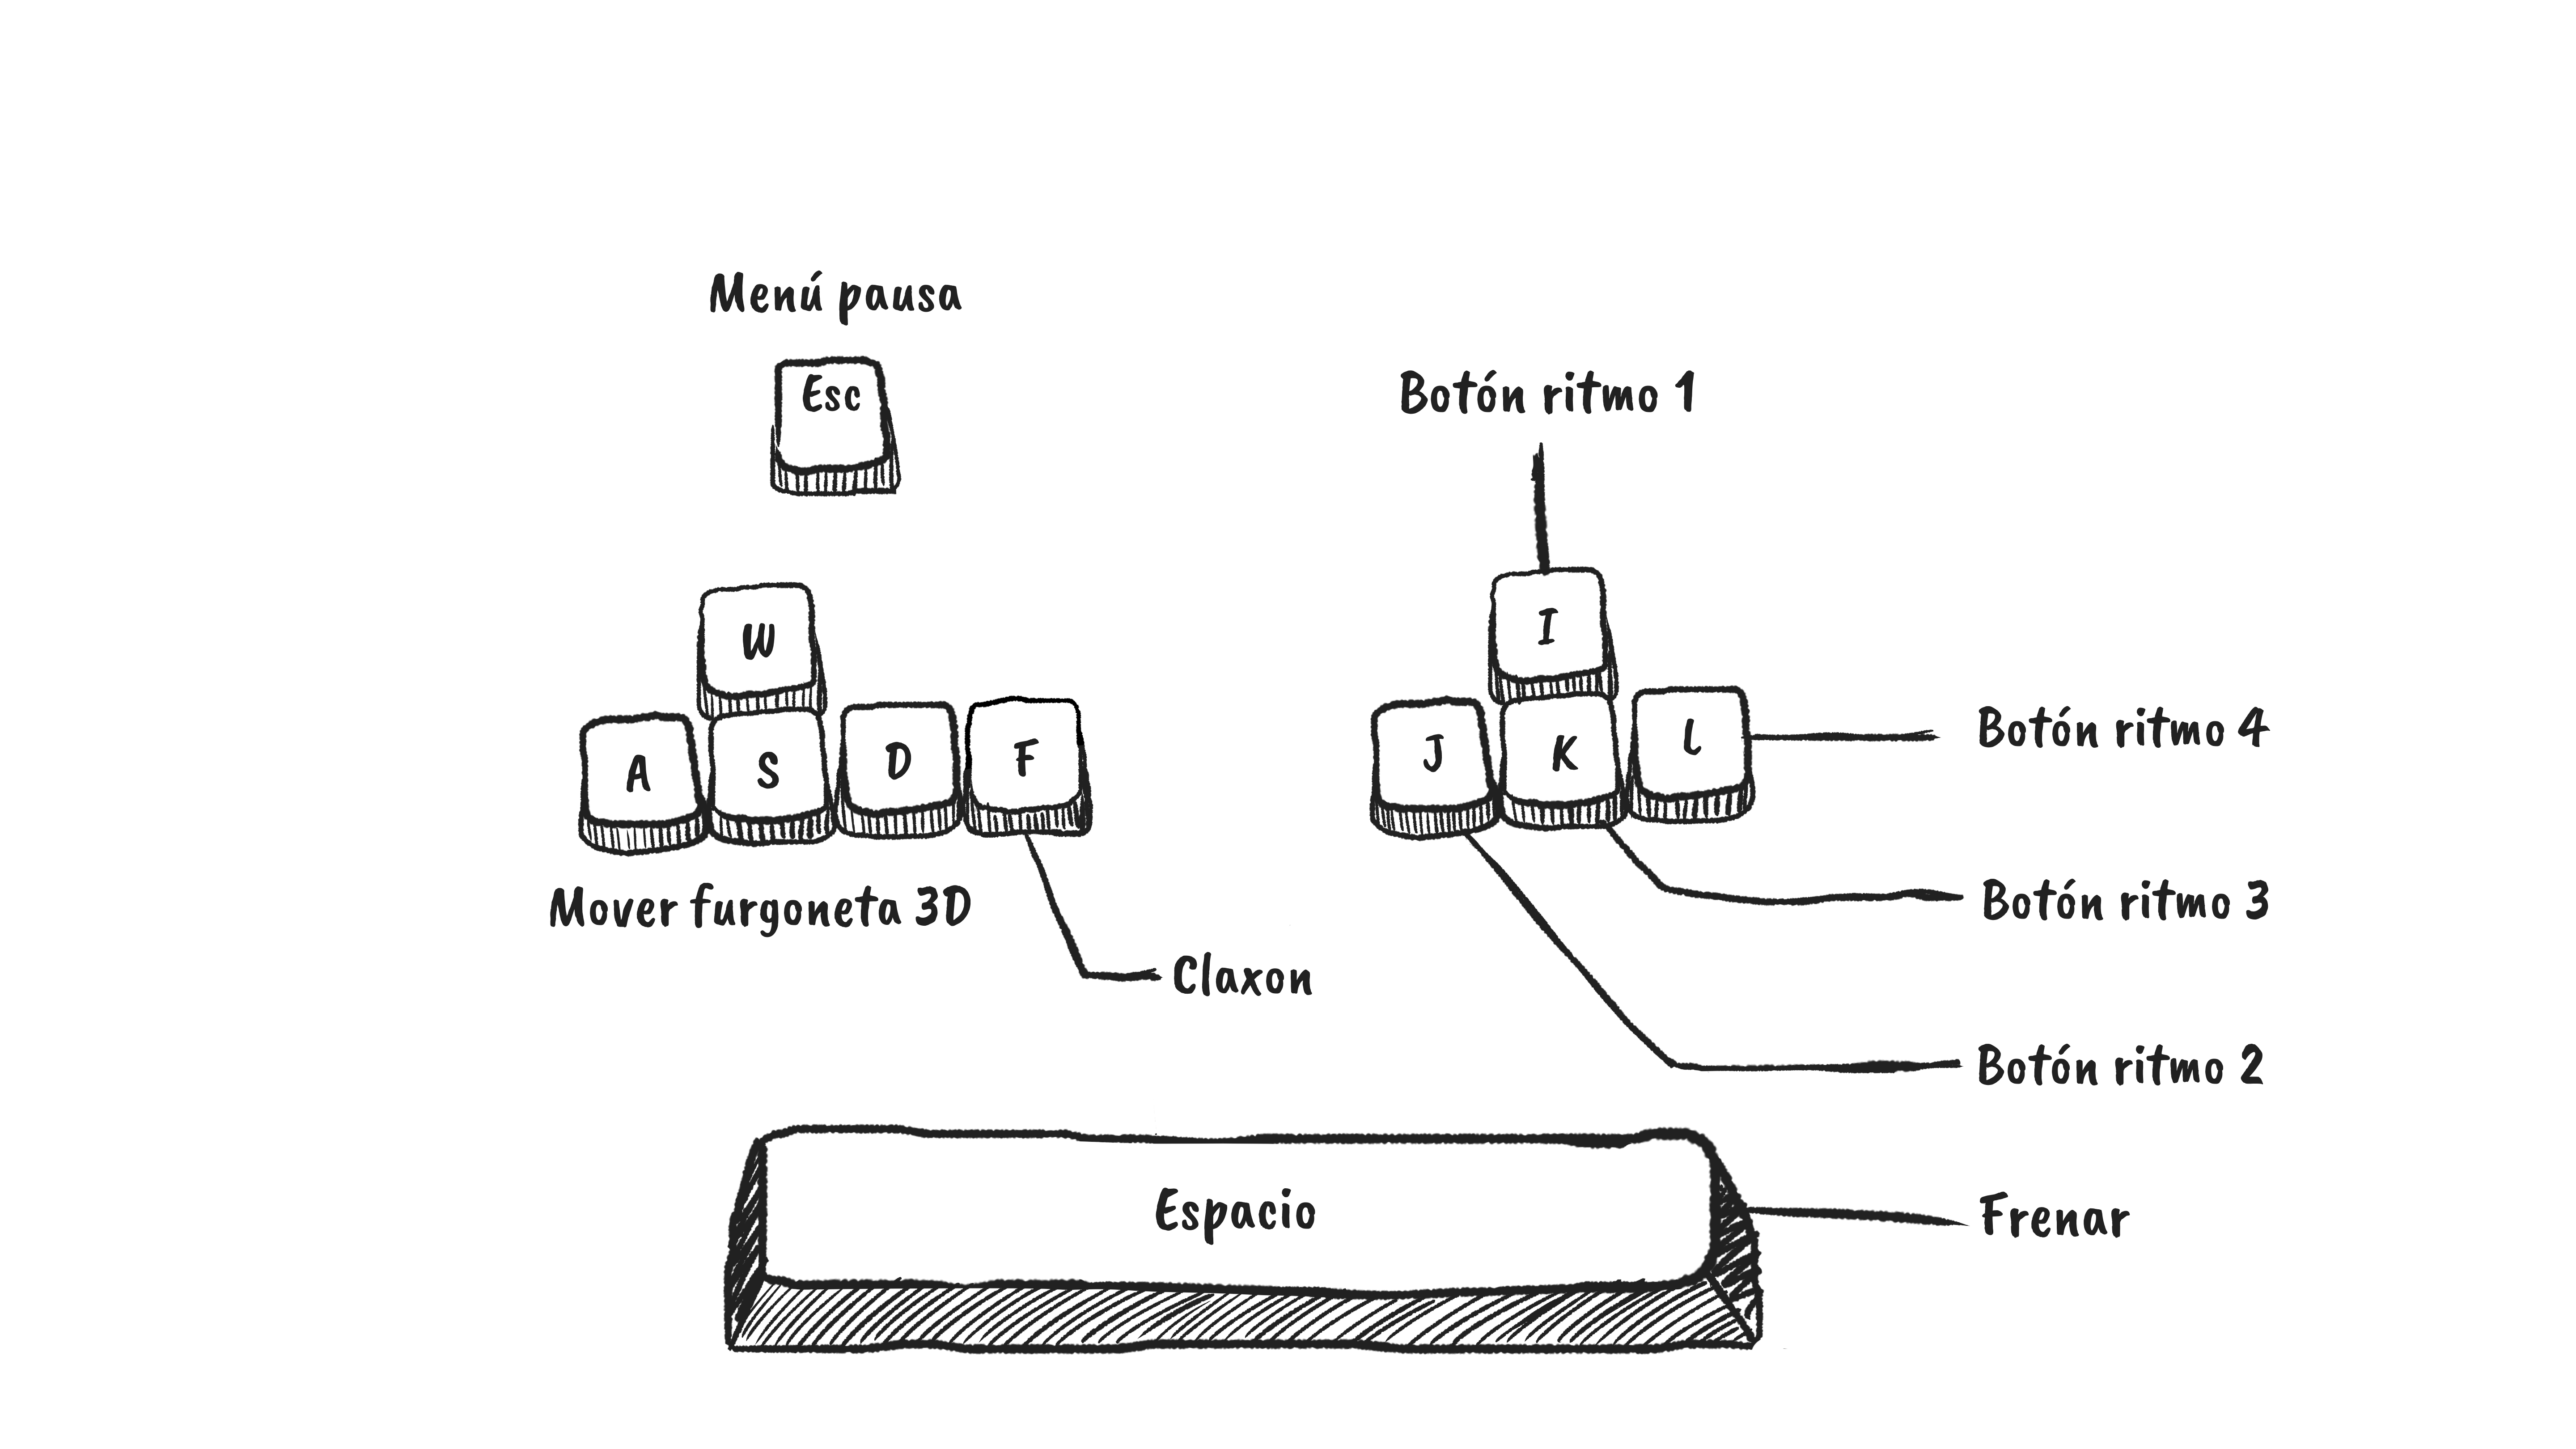 Menú pausa
Esc
Botón ritmo 1
W
I
A
S
D
F
J
K
L
Botón ritmo 4
Mover furgoneta 3D
Botón ritmo 3
Claxon
Botón ritmo 2
Espacio
Frenar